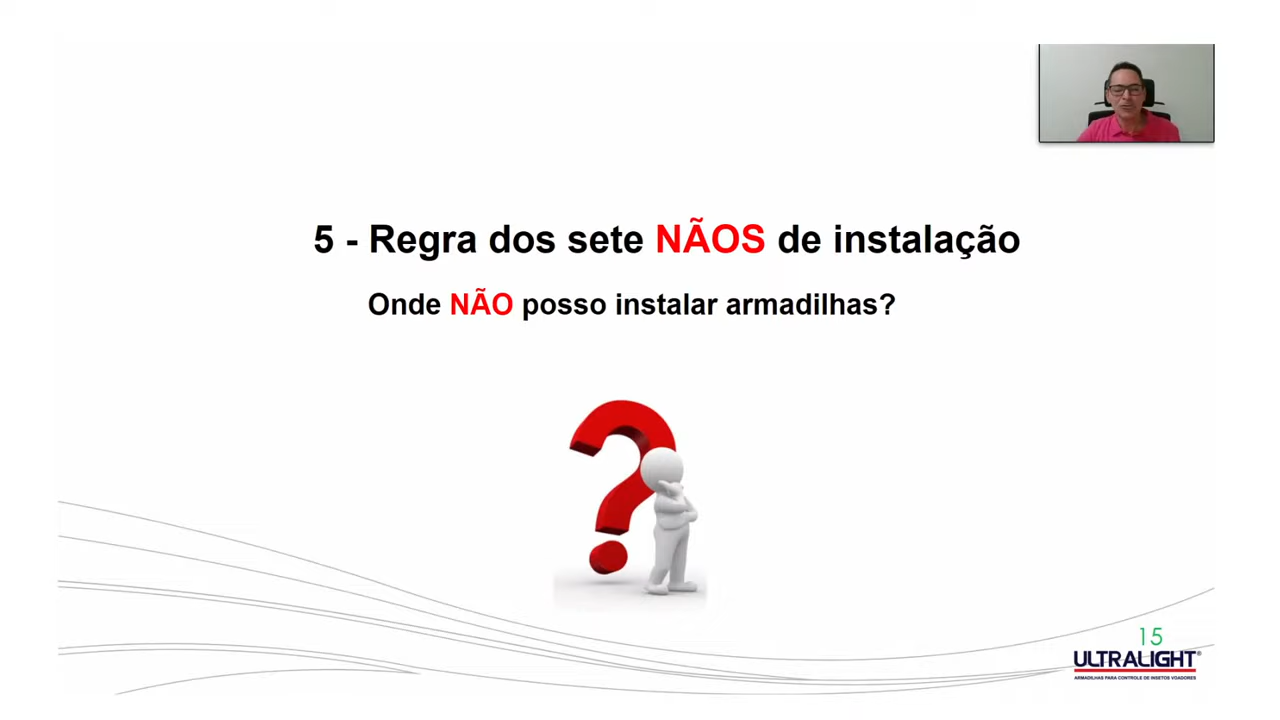 5 - Regra dos sete NÃOS de instalação
Onde NÃO posso instalar armadilhas?
15
ULTRALIGHT®
ARMADILHAS PARA CONTROLE DE INSETOS VOADORES